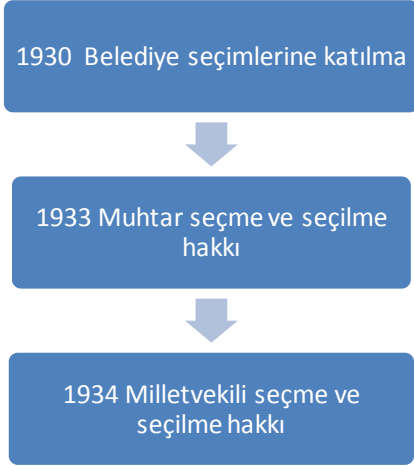 1930 Belediye seçimlerine katılma
1933 Muhtar seçme ve seçilme
hakkı
1934 Milletvekili seçme ve
seçilme hakkı